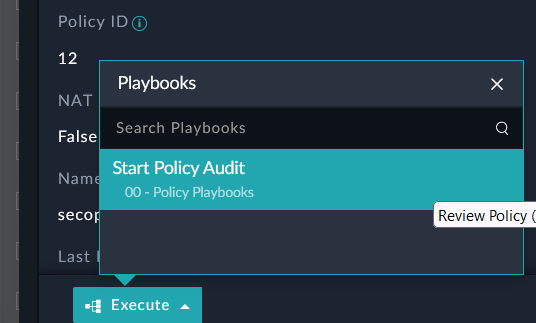 Policy ID
12
Playbooks
NAT
Search Playbooks
False
Start Policy Audit
00 - Policy Playbooks
Name
Review Policy (
secop
Last
Execute